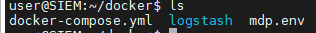 user@SIEM:~/docker$ ls
docker-compose.yml  logstash  mdp.env